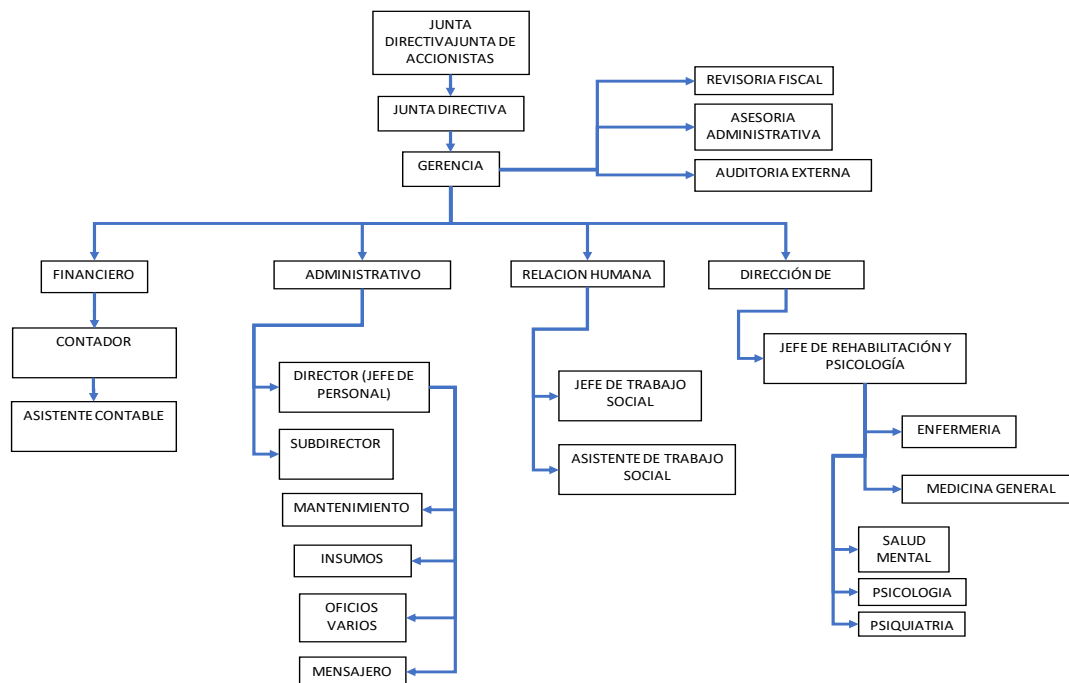 JUNTA
DIRECTIVAJUNTA DE
ACCIONISTAS
REVISORIA FISCAL
JUNTA DIRECTIVA
ASESORIA
ADMINISTRATIVA
GERENCIA
AUDITORIA EXTERNA
FINANCIERO
ADMINISTRATIVO
RELACION HUMANA
DIRECCIÓN DE
CONTADOR
ASISTENTE CONTABLE
DIRECTOR (JEFE DE
PERSONAL)
SUBDIRECTOR
MANTENIMIENTO
INSUMOS
OFICIOS
VARIOS
MENSAJERO
JEFE DE TRABAJO
SOCIAL
ASISTENTE DE TRABAJO
SOCIAL
JEFE DE REHABILITACIÓN Y
PSICOLOGÍA
ENFERMERIA
MEDICINA GENERAL
SALUD
MENTAL
PSICOLOGIA
PSIQUIATRIA